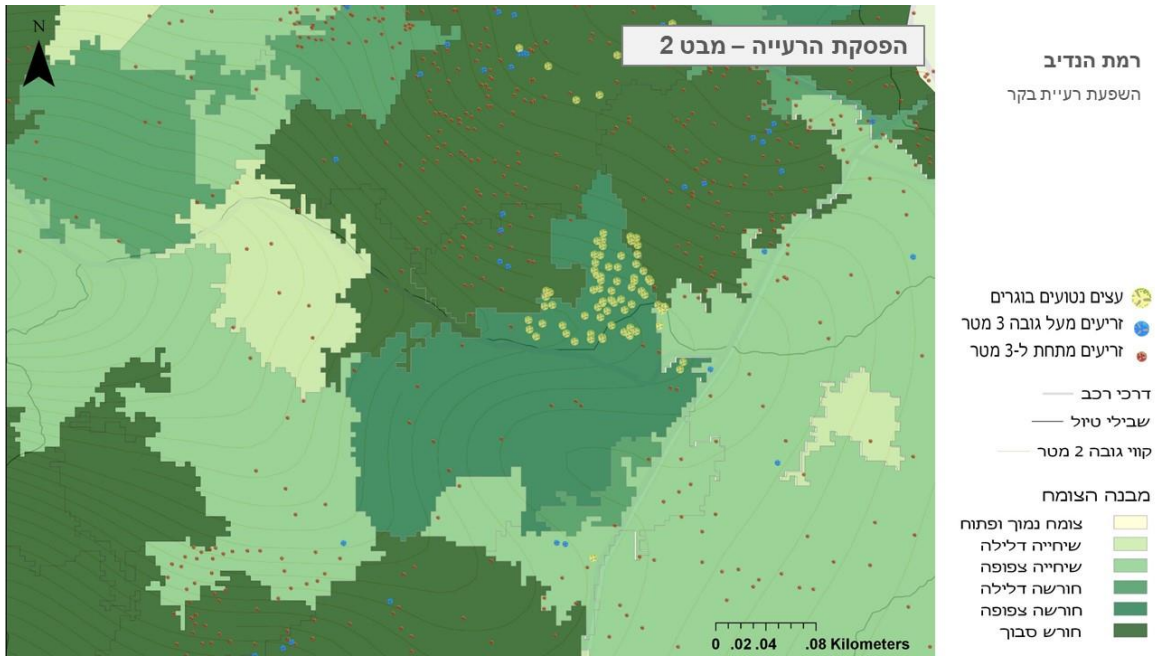 הפסקת הרעייה – מבט 2
N
רמת הנדיב
השפעת רעיית בקר
עצים נטועים בוגרים
זריעים מעל גובה 3 מטר
זריעים מתחת ל-3 מטר
דרכי רכב
שבילי טיול
קווי גובה 2 מטר
מבנה הצומח
צומח נמוך ופתוח
שיחייה דלילה
שיחייה צפופה
חורשה דלילה
חורשה צפופה
חורש סבוך
0 .02 .04 .08 Kilometers